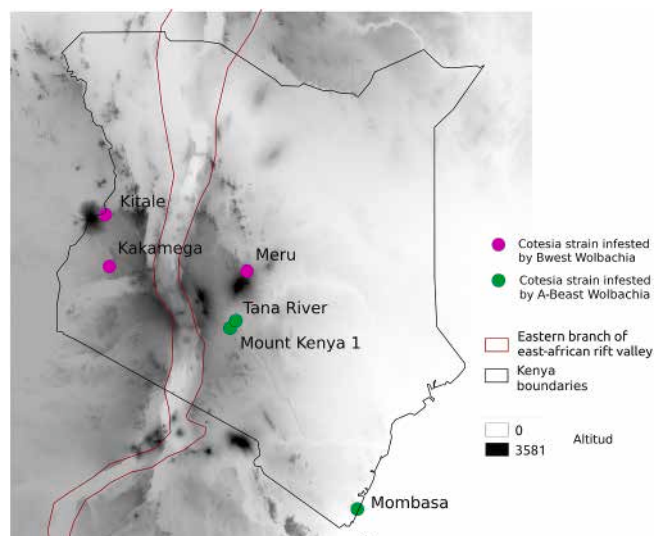 Kitale
Kakamega
Meru
Tana River
Mount Kenya 1
Mombasa
Cotesia strain infested
by Bwest Wolbachia
Cotesia strain infested
by A-Beast Wolbachia
Eastern branch of
east-african rift valley
Kenya
boundaries
0
3581
Altitud